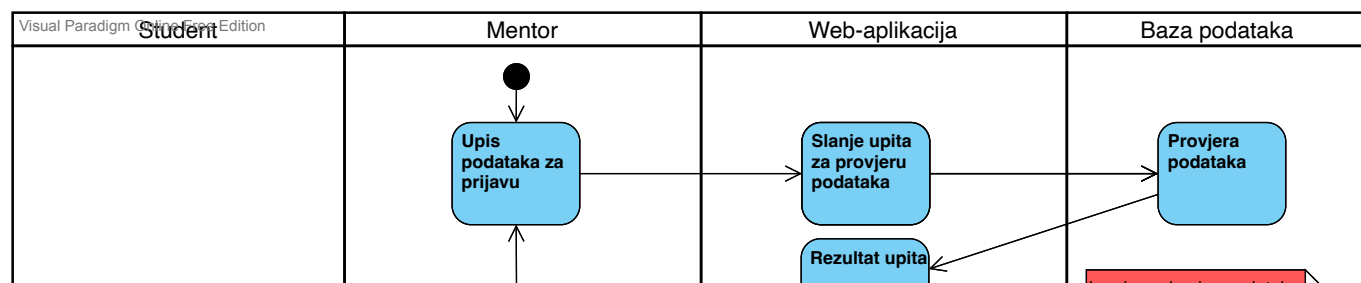 Visual Paradigm Online Free Edition
Student
Mentor
Web-aplikacija
Baza podataka
Upis
podataka za
prijavu
Slanje upita
za provjeru
podataka
Provjera
podataka
Rezultat upita